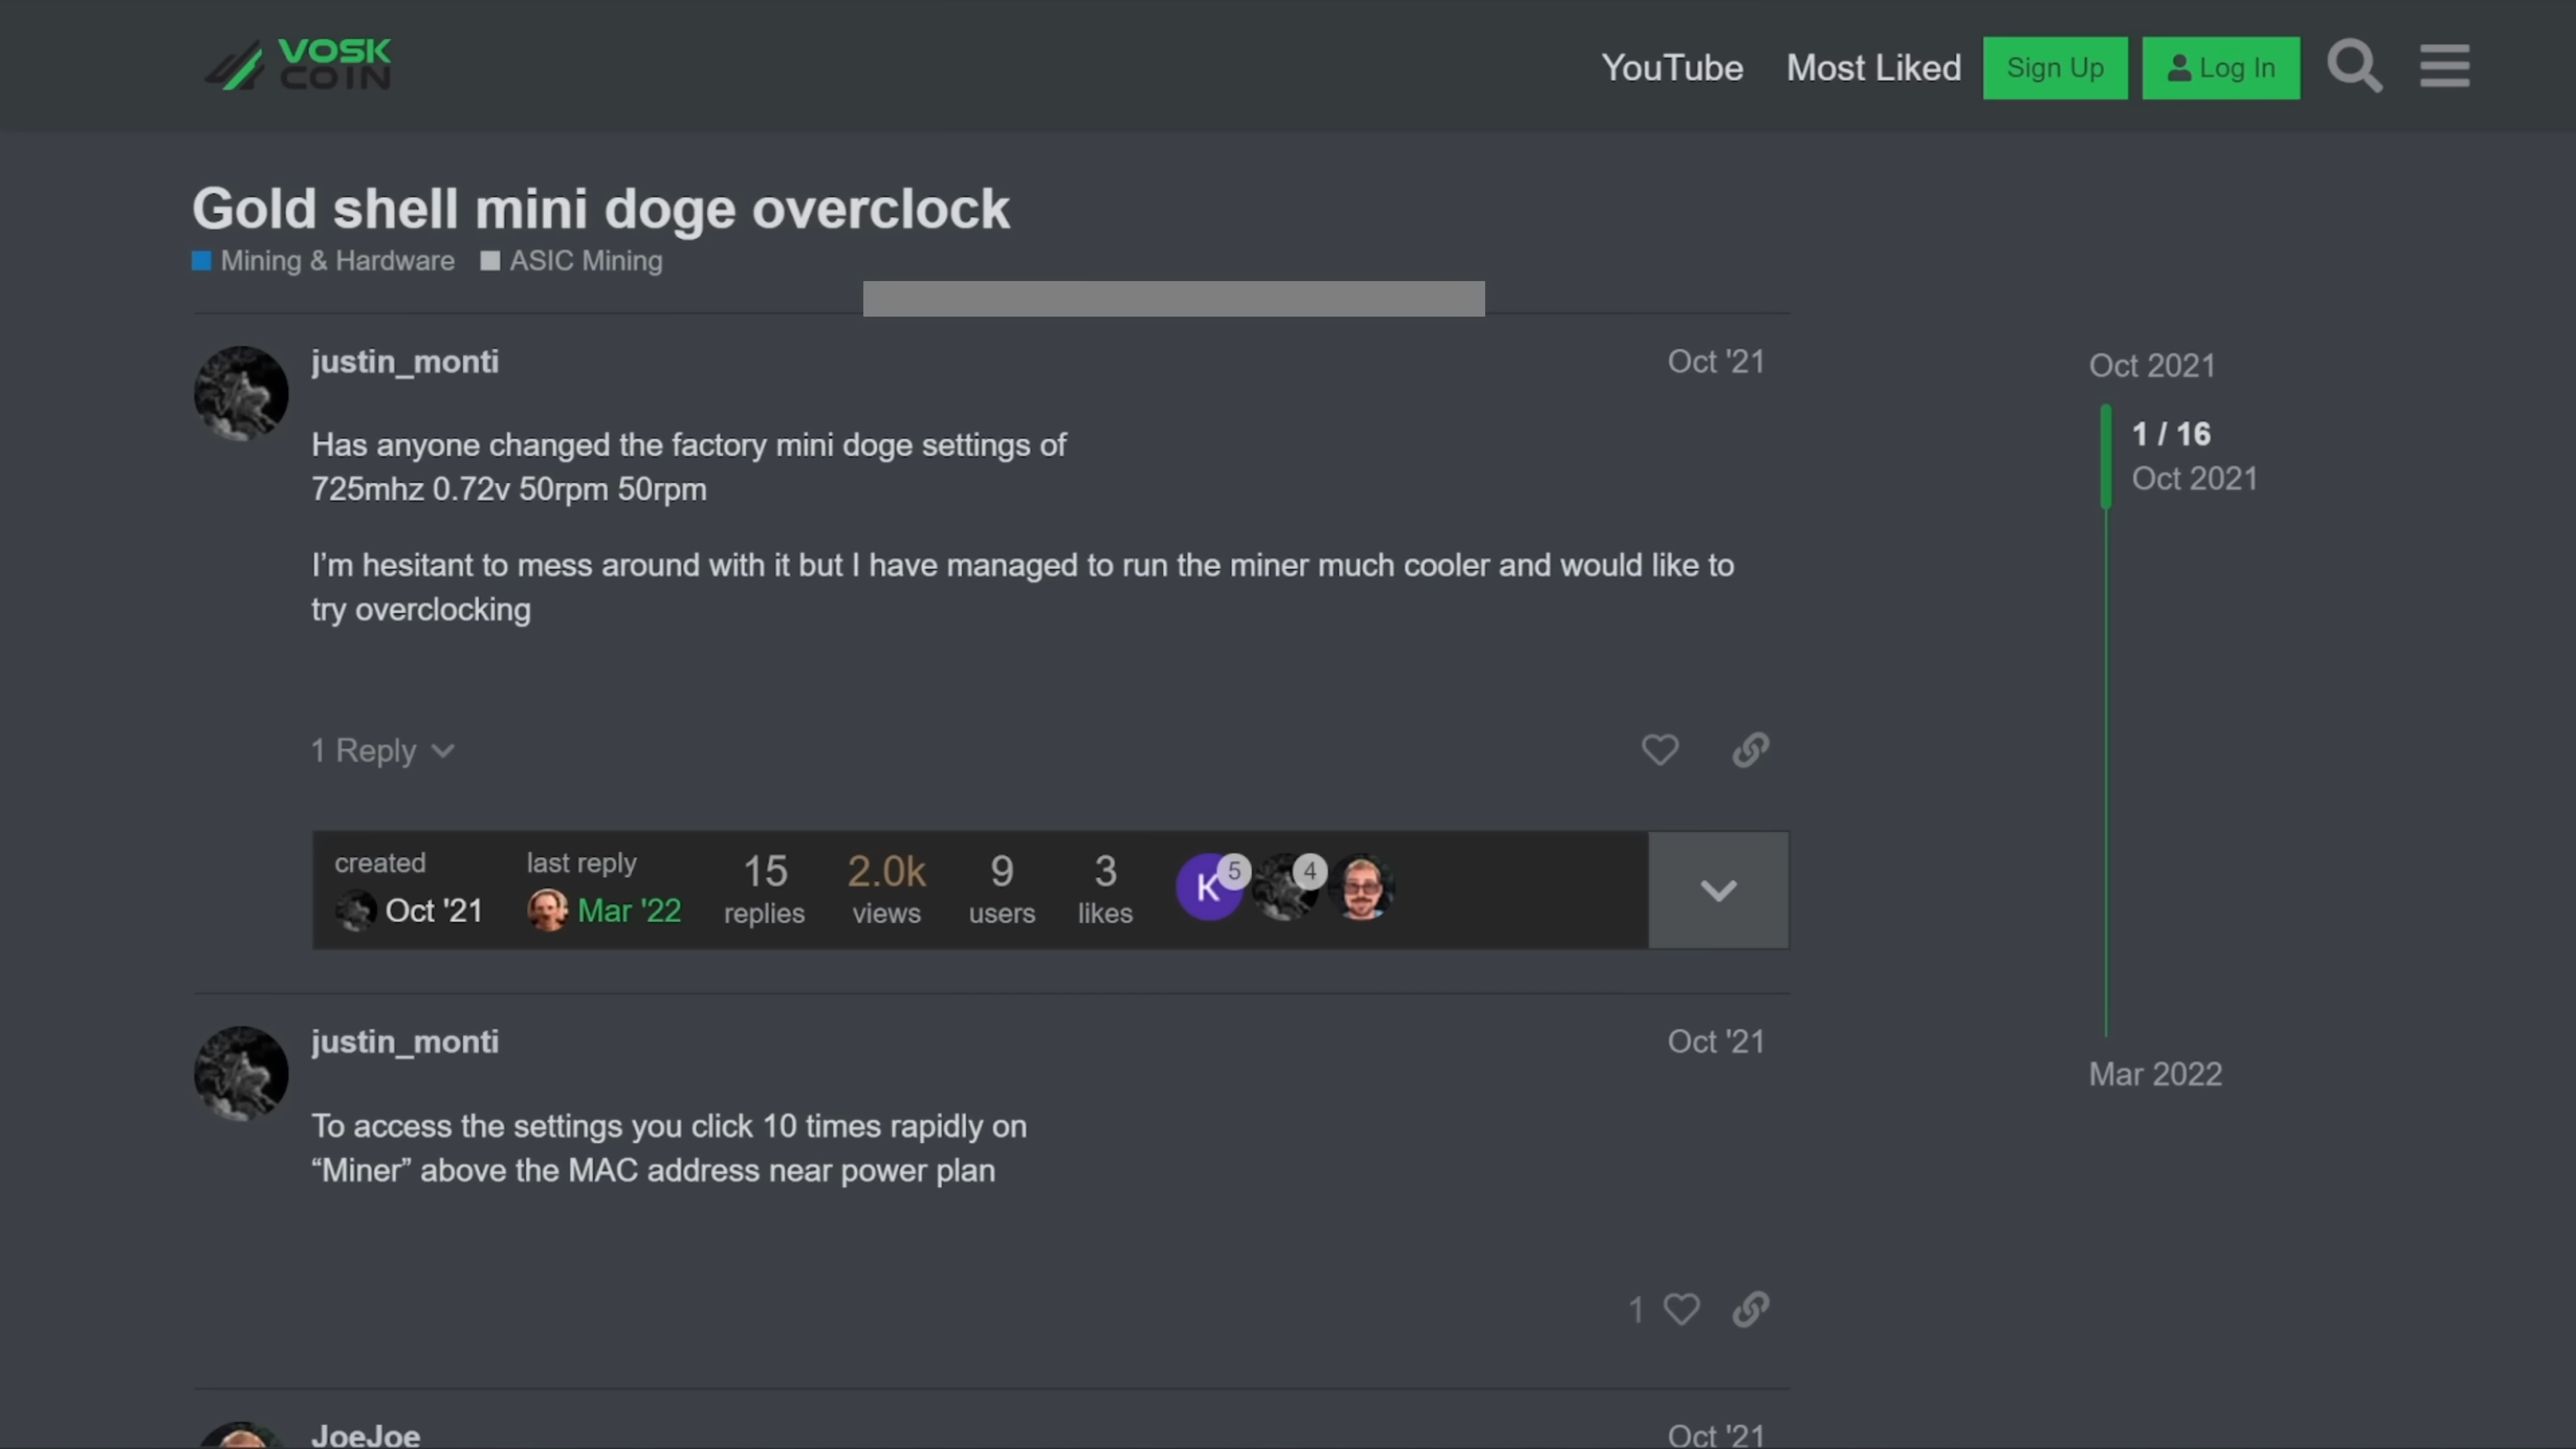 VOSK
COIN
YouTube Most Liked Sign Up Log In
Gold shell mini doge overclock
Mining & Hardware ASIC Mining
justin_monti Oct '21
Has anyone changed the factory mini doge settings of
725mhz 0.72v 50rpm 50rpm
I’m hesitant to mess around with it but I have managed to run the miner much cooler and would like to
try overclocking
1 Reply
created last reply 15 2.0k 9 3 K 5 4
Oct '21 Mar '22 replies views users likes
justin_monti Oct '21
To access the settings you click 10 times rapidly on
“Miner” above the MAC address near power plan
1
JoeJoe Oct '21
Oct 2021
1 / 16
Oct 2021
Mar 2022